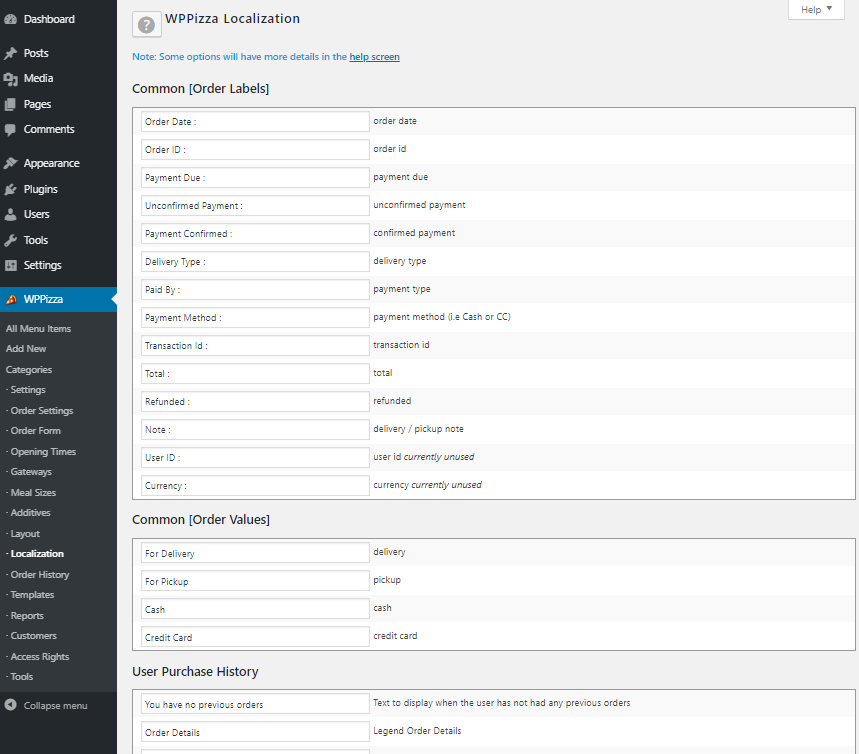 Dashboard
Posts
Media
Pages
Comments
Appearance
Plugins
Users
Tools
Settings
WPPizza
All Menu Items
Add New
Categories
- Settings
- Order Settings
- Order Form
- Opening Times
- Gateways
- Meal Sizes
- Additives
- Layout
- Localization
- Order History
- Templates
- Reports
- Customers
- Access Rights
- Tools
Collapse menu
Help ▼
? WPPizza Localization
Note: Some options will have more details in the help screen
Common [Order Labels]
Order Date : order date
Order ID : order id
Payment Due : payment due
Unconfirmed Payment : unconfirmed payment
Payment Confirmed : confirmed payment
Delivery Type : delivery type
Paid By : payment type
Payment Method : payment method (i.e Cash or CC)
Transaction Id : transaction id
Total : total
Refunded : refunded
Note : delivery / pickup note
User ID : user id currently unused
Currency : currency currently unused
Common [Order Values]
For Delivery delivery
For Pickup pickup
Cash cash
Credit Card credit card
User Purchase History
You have no previous orders Text to display when the user has not had any previous orders
Order Details Legend Order Details